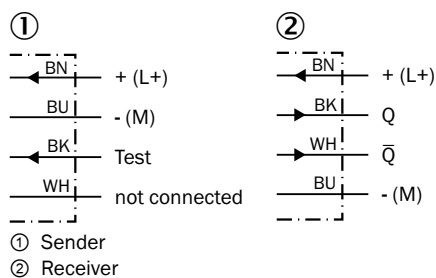 ①
BN + (L+)
BU - (M)
BK Test
WH not connected
②
BN + (L+)
BK Q
WH Q̅
BU - (M)
① Sender
② Receiver